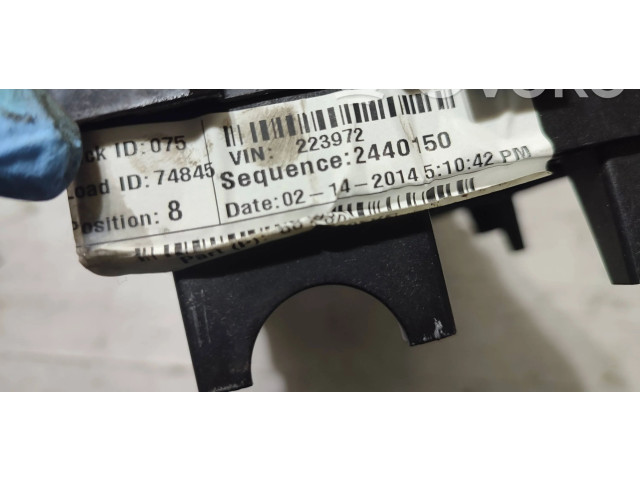 ck ID:075
VIN: 223972
Load ID: 74845
Sequence:2440150
Position: 8
Date:02-14-2014 5:10:42 PM